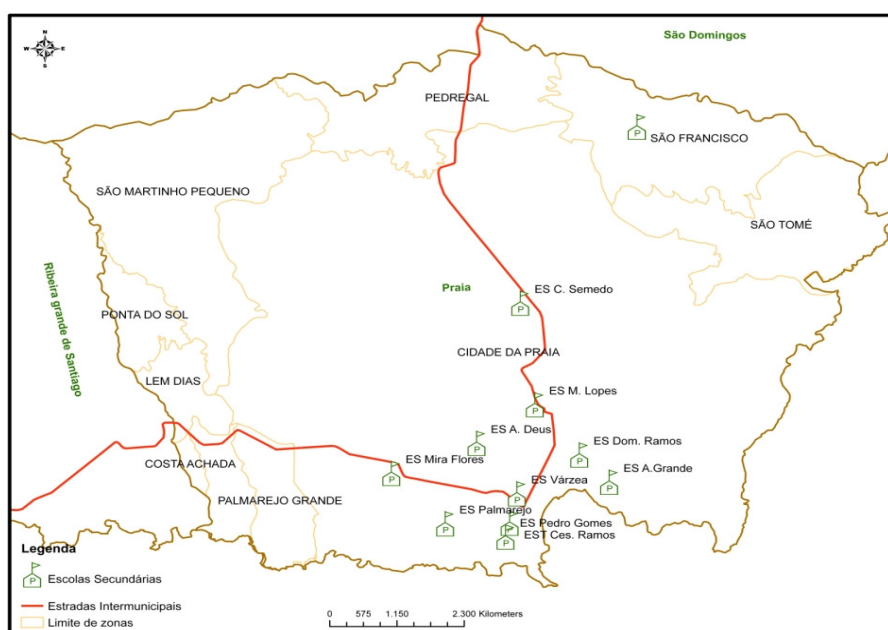 São Domingos
N
W E
S
PEDREGAL
SÃO FRANCISCO
SÃO MARTINHO PEQUENO
SÃO TOMÉ
Ribeira grande de Santiago
Praia
ES C. Semedo
PONTA DO SOL
CIDADE DA PRAIA
LEM DIAS
ES M. Lopes
ES A. Deus
ES Dom. Ramos
ES Mira Flores
COSTA ACHADA
ES A.Grande
ES Várzea
PALMAREJO GRANDE
ES Palmarejo
ES Pedro Gomes
EST Ces. Ramos
Legenda
P Escolas Secundárias
Estradas Intermunicipais
Limite de zonas
0 575 1.150 2.300 Kilometers